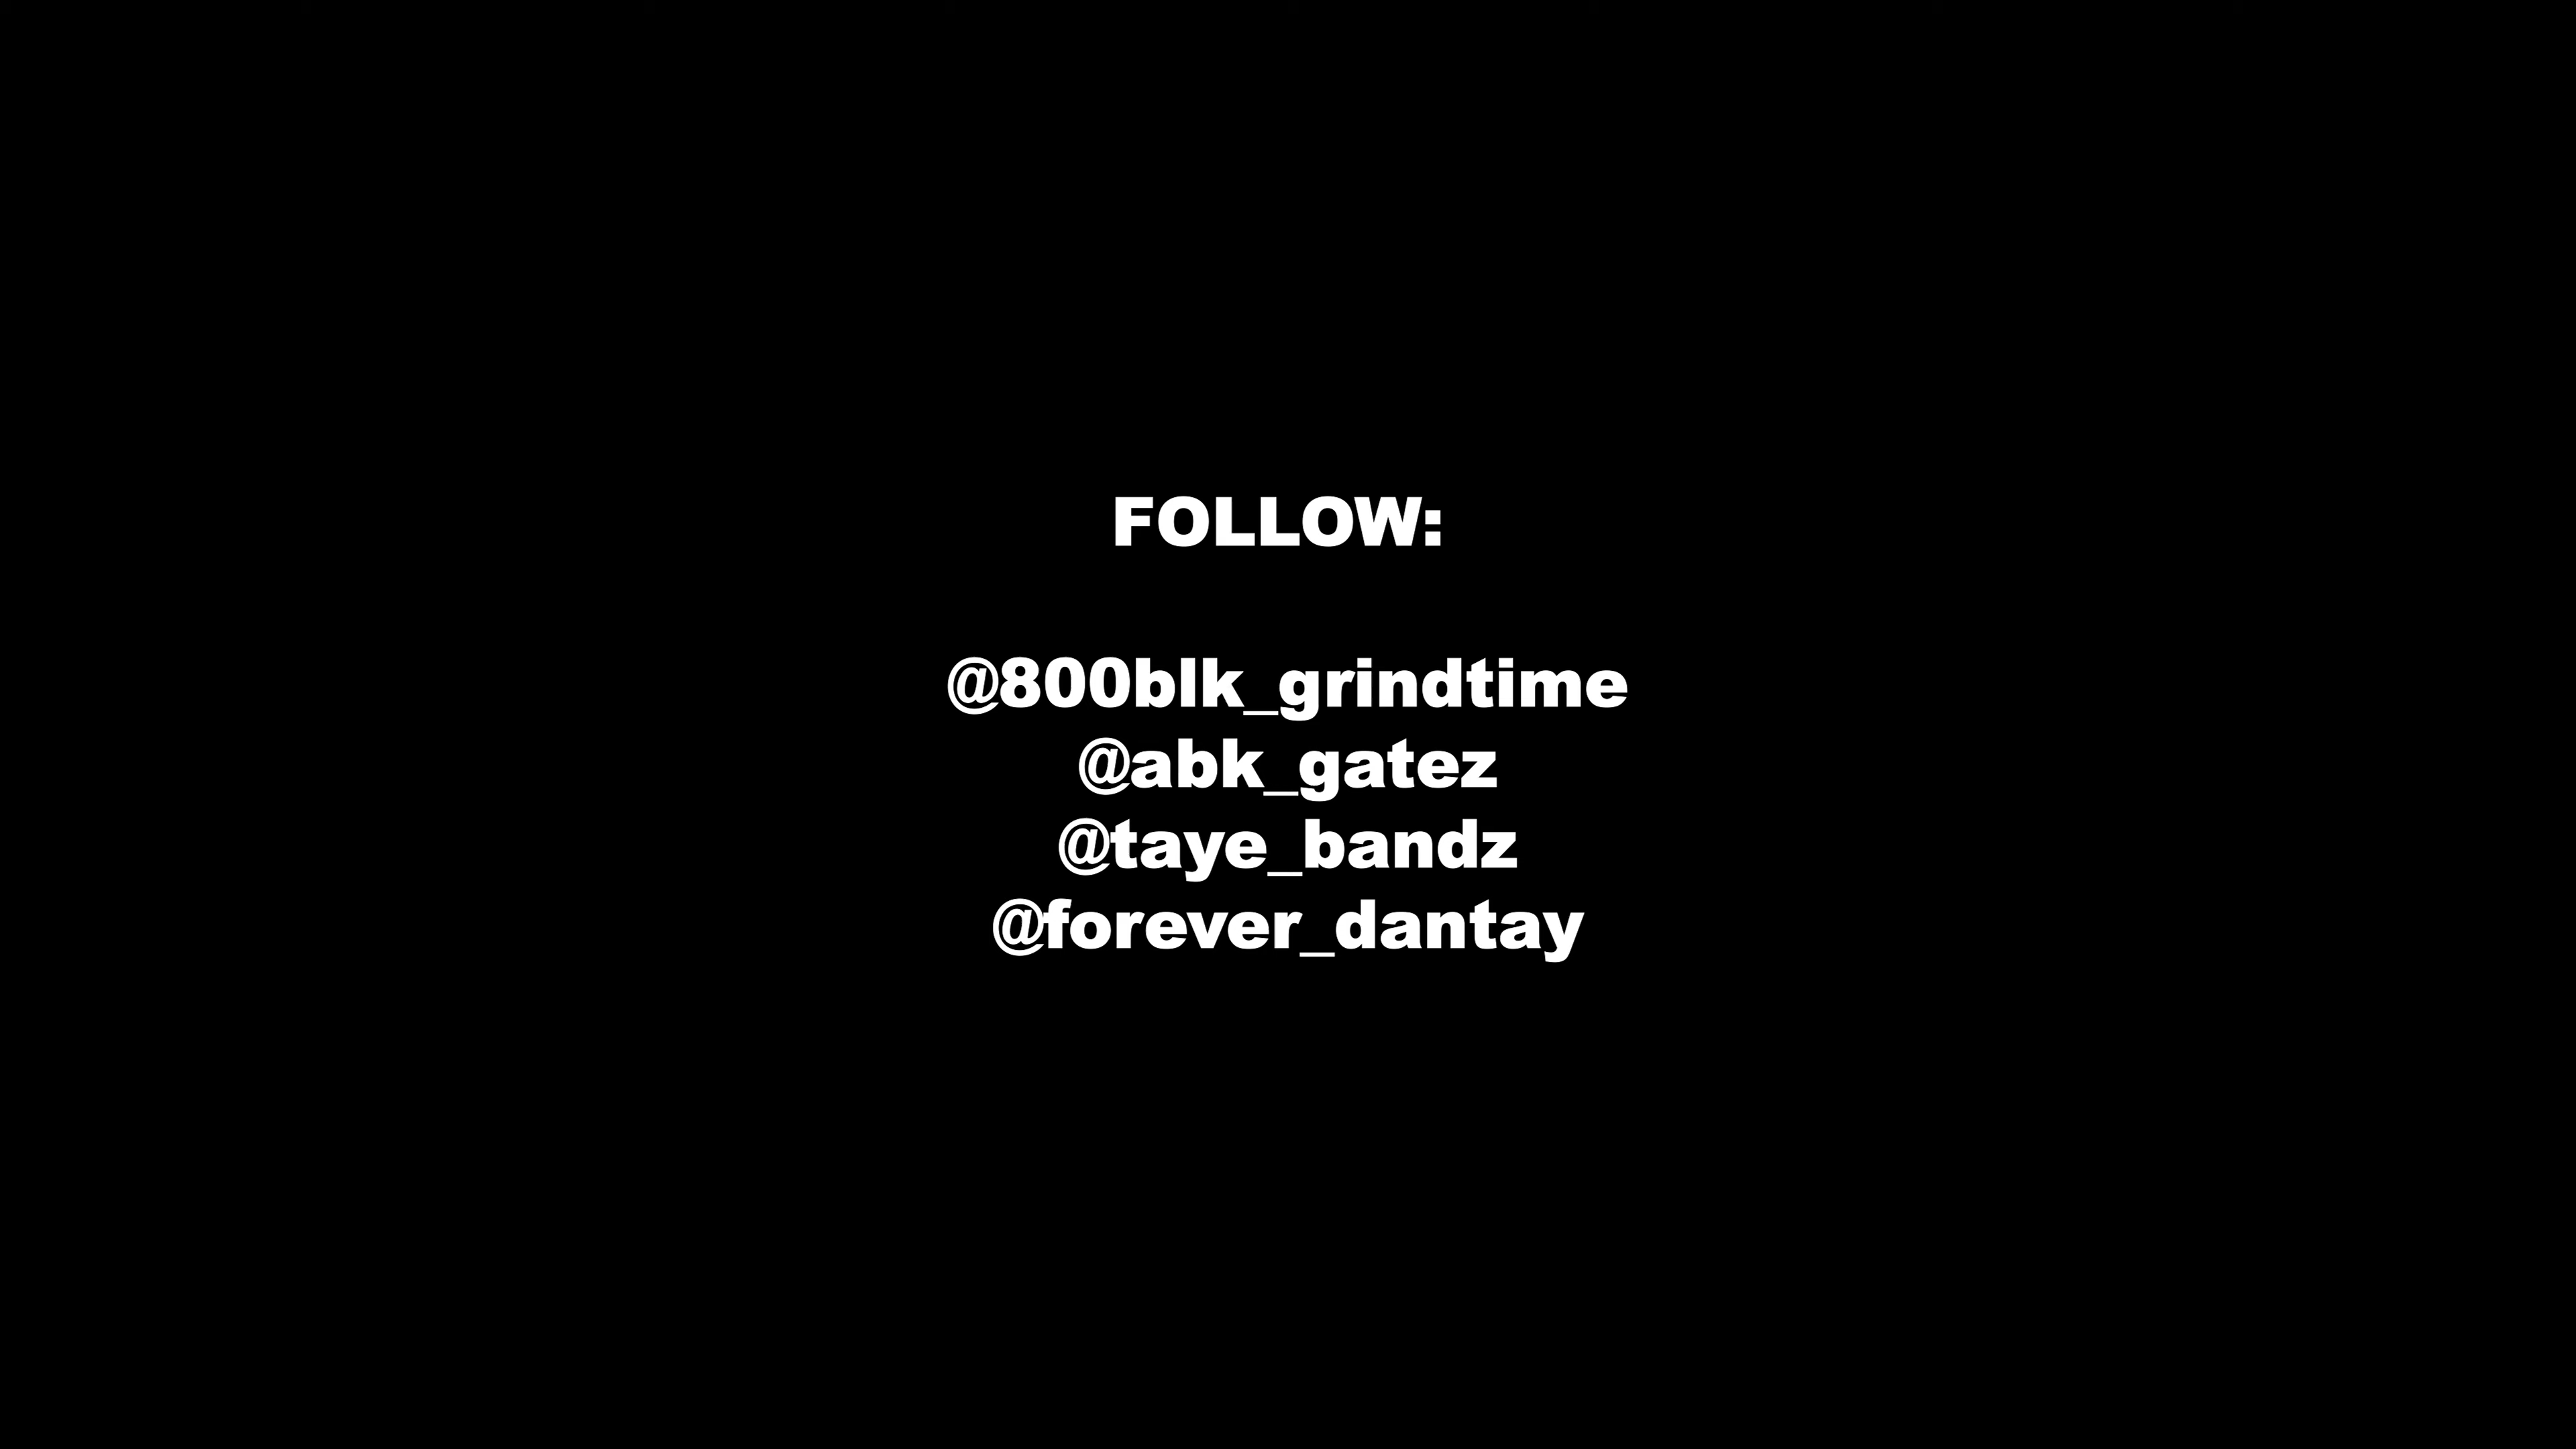 FOLLOW:
@800blk_grindtime
@abk_gatez
@taye_bandz
@forever_dantay